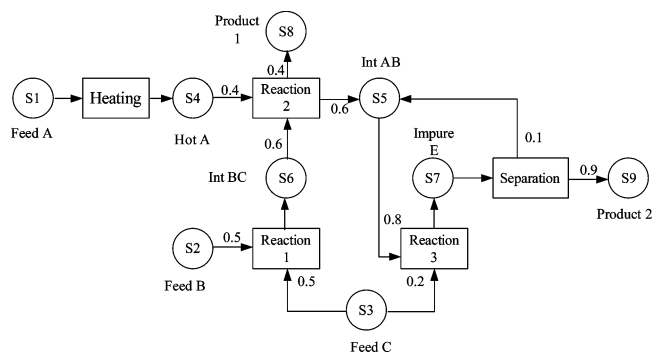 Product
1
S8
Int AB
0.4
S1
Heating
S4
0.4
Reaction
2
0.6
S5
Feed A
Hot A
Impure
E
0.1
0.6
Int BC
S6
S7
Separation
0.9
S9
Product 2
0.8
S2
0.5
Reaction
1
Reaction
3
Feed B
0.5
0.2
S3
Feed C